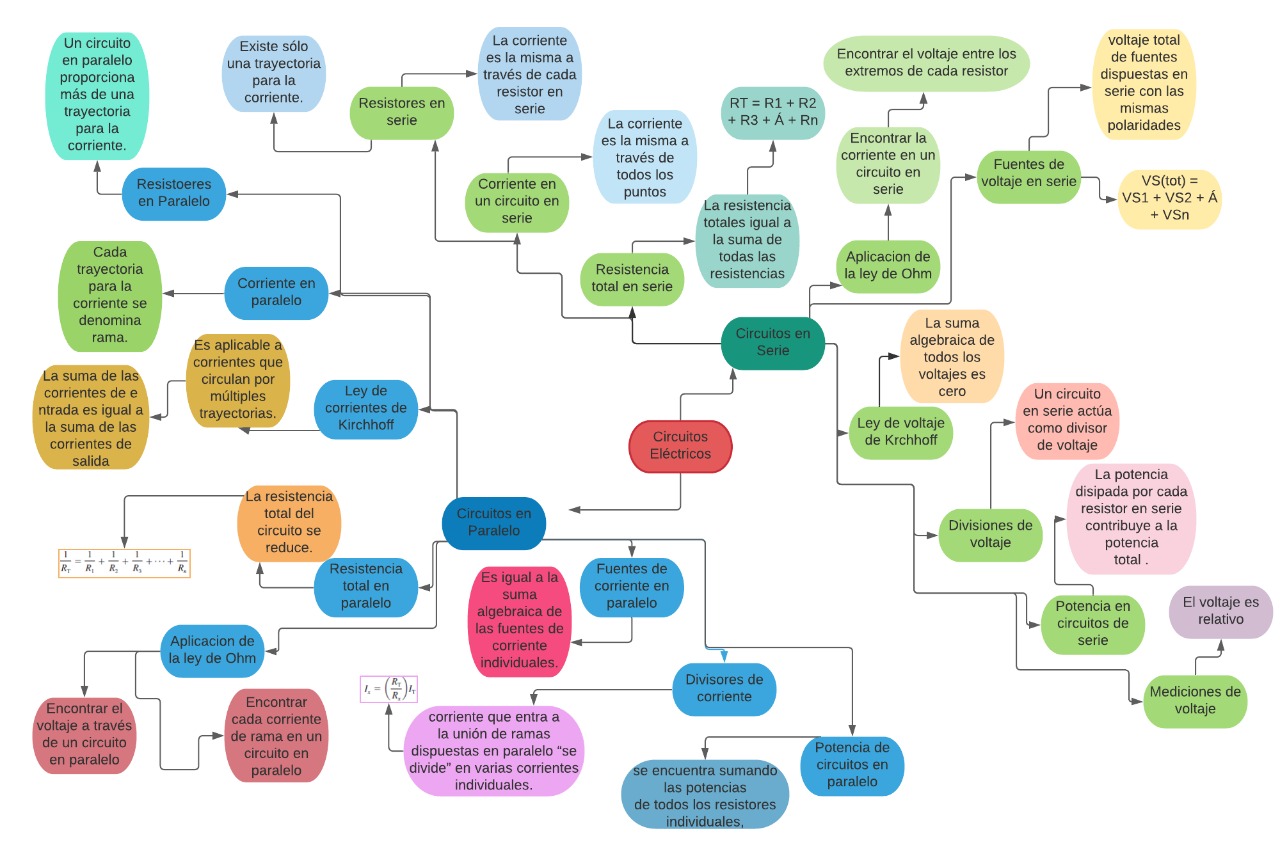 Un circuito
en paralelo
proporciona
más de una
trayectoria
para la
corriente.
Existe sólo
una trayectoria
para la
corriente.
Resistores en
serie
La corriente
es la misma a
través de cada
resistor en
serie
Corriente en
un circuito en
serie
La corriente
es la misma a
través de
todos los
puntos
RT = R1 + R2
+ R3 + Á + Rn
La resistencia
totales igual a
la suma de
todas las
resistencias
Resistencia
total en serie
Encontrar el voltaje entre los
extremos de cada resistor
Encontrar la
corriente en un
circuito en
serie
Aplicacion de
la ley de Ohm
voltaje total
de fuentes
dispuestas en
serie con las
mismas
polaridades
Fuentes de
voltaje en serie
VS(tot) =
VS1 + VS2 + Á
+ VSn
Resistoeres
en Paralelo
Cada
trayectoria
para la
corriente se
denomina
rama.
Corriente en
paralelo
Es aplicable a
corrientes que
circulan por
múltiples
trayectorias.
La suma de las
corrientes de e
ntrada es igual a
la suma de las
corrientes de
salida
Ley de
corrientes de
Kirchhoff
Circuitos en
Serie
La suma
algebraica de
todos los
voltajes es
cero
Ley de voltaje
de Krchhoff
Un circuito
en serie actúa
como divisor
de voltaje
Circuitos
Eléctricos
La potencia
disipada por cada
resistor en serie
contribuye a la
potencia
total .
Divisiones de
voltaje
La resistencia
total del
circuito se
reduce.
Circuitos en
Paralelo
1/R_T = 1/R_1 + 1/R_2 + 1/R_3 + ··· + 1/R_n
Resistencia
total en
paralelo
Es igual a la
suma
algebraica de
las fuentes de
corriente
individuales.
Fuentes de
corriente en
paralelo
Potencia en
circuitos de
serie
El voltaje es
relativo
Mediciones de
voltaje
Aplicacion de
la ley de Ohm
Encontrar el
voltaje a través
de un circuito
en paralelo
Encontrar
cada corriente
de rama en un
circuito en
paralelo
I_x = (R_T/R_x) I_T
corriente que entra a
la unión de ramas
dispuestas en paralelo “se
divide” en varias corrientes
individuales.
Divisores de
corriente
Potencia de
circuitos en
paralelo
se encuentra sumando
las potencias
de todos los resistores
individuales,